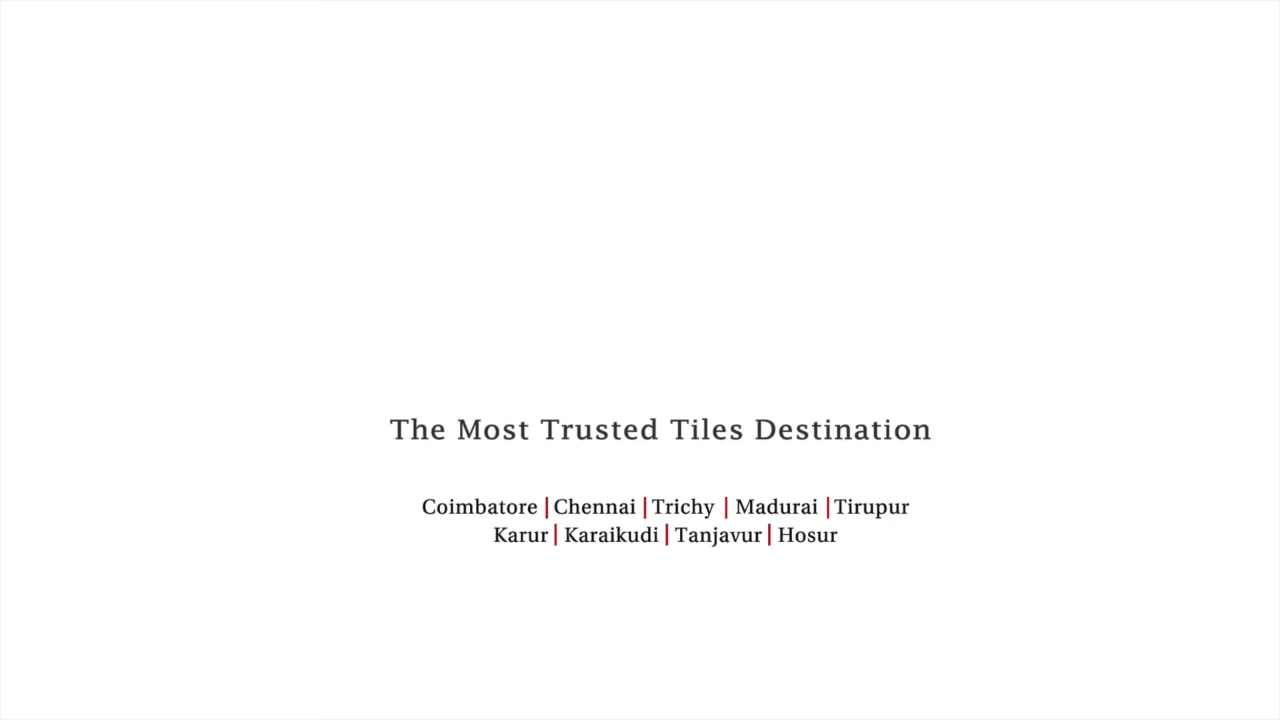 The Most Trusted Tiles Destination
Coimbatore | Chennai | Trichy | Madurai | Tirupur
Karur | Karaikudi | Tanjavur | Hosur